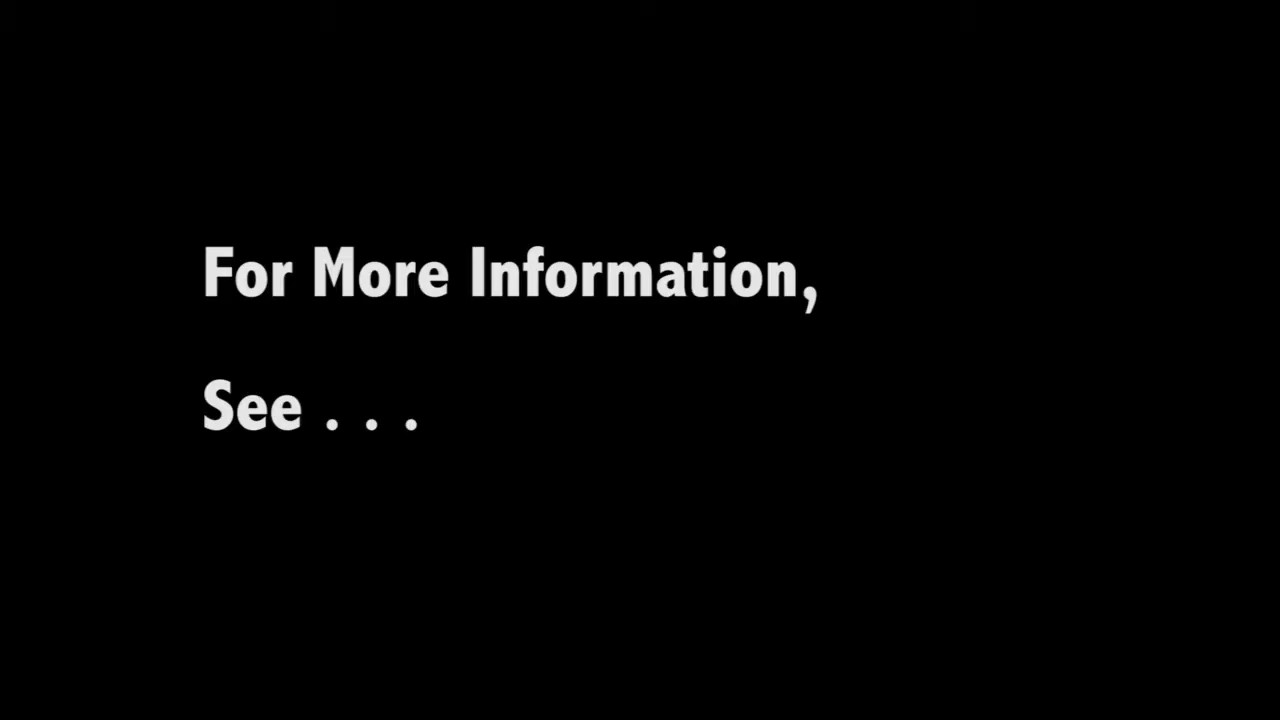 For More Information,
See . . .